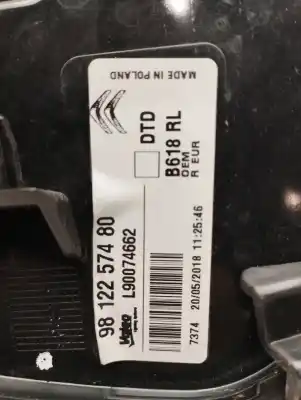 MADE IN POLAND
DTD
B618 RL
OEM
R EUR
98 122 574 80
L90074662
Valeo
7374 20/05/2018 11:25:46